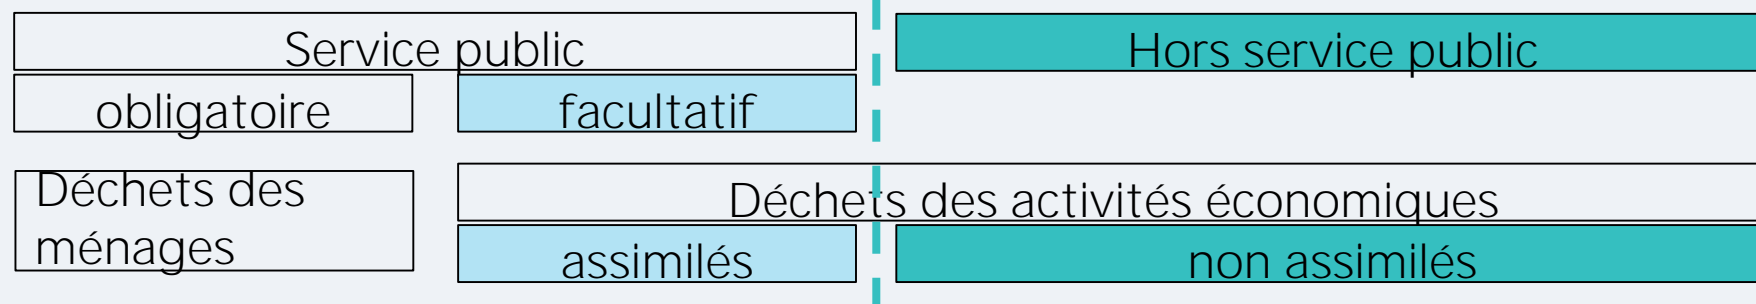 Service public
Hors service public
obligatoire
facultatif
Déchets des
ménages
Déchets des activités économiques
assimilés
non assimilés